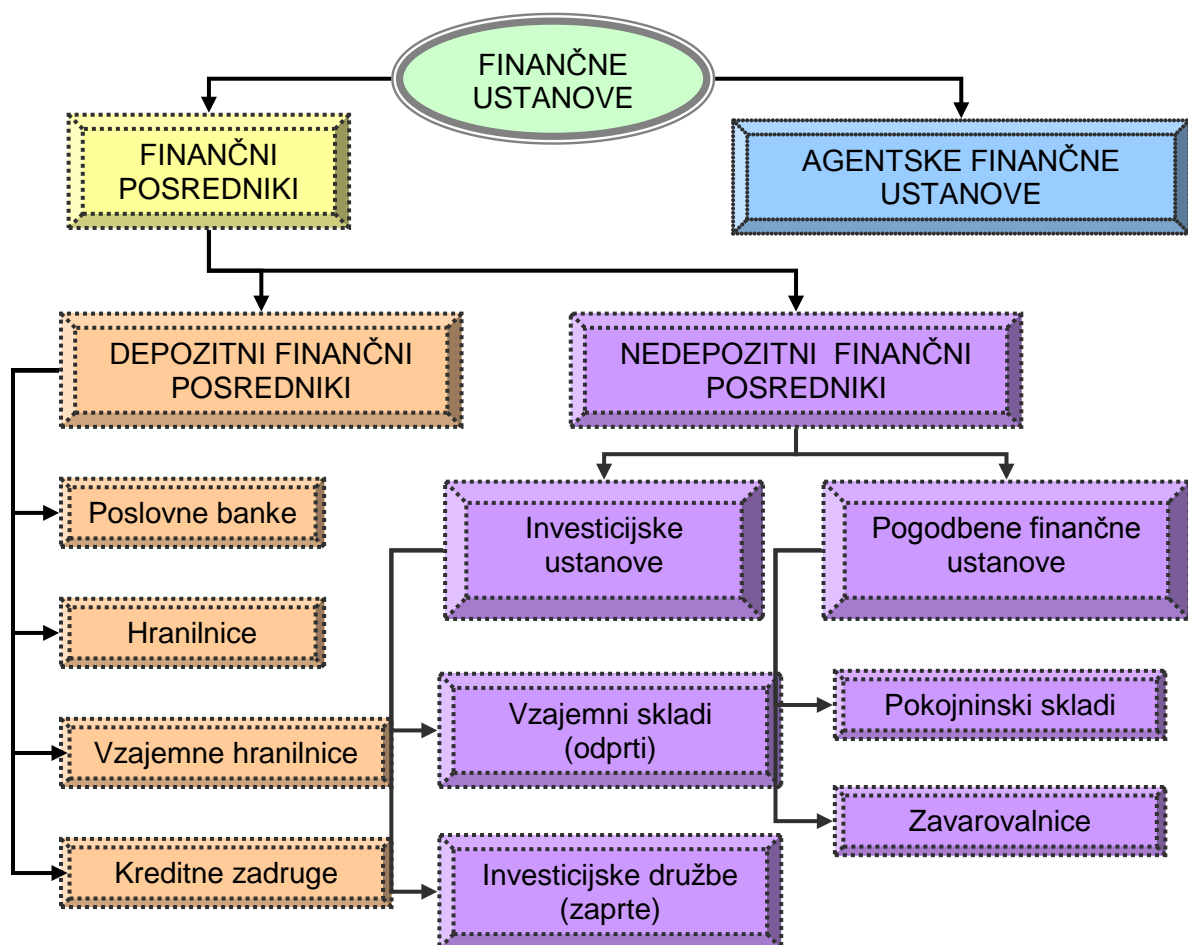 FINANČNE
USTANOVE
FINANČNI
POSREDNIKI
AGENTSKE FINANČNE
USTANOVE
DEPOZITNI FINANČNI
POSREDNIKI
NEDEPOZITNI FINANČNI
POSREDNIKI
Poslovne banke
Hranilnice
Vzajemne hranilnice
Kreditne zadruge
Investicijske
ustanove
Vzajemni skladi
(odprti)
Investicijske družbe
(zaprte)
Pogodbene finančne
ustanove
Pokojninski skladi
Zavarovalnice